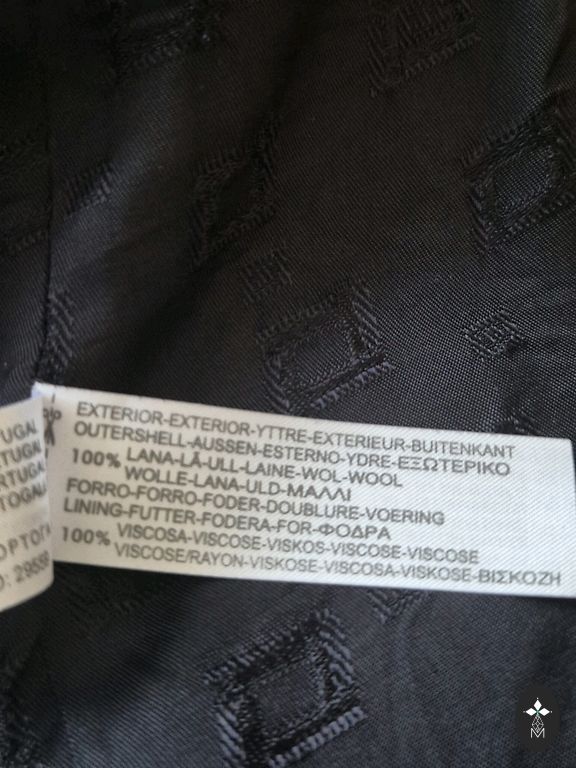 UGAL
EXTERIOR-EXTERIOR-YTTRE-EXTERIEUR-BUITENKANT
OUTERSHELL-AUSSEN-ESTERNO-YDRE-ΕΞΩΤΕΡΙΚΟ
100% LANA-LÃ-ULL-LAINE-WOL-WOOL
WOLLE-LANA-ULD-ΜΑΛΛΙ
FORRO-FORRO-FODER-DOUBLURE-VOERING
LINING-FUTTER-FODERA-FOR-ΦΟΔΡΑ
100% VISCOSA-VISCOSE-VISKOS-VISCOSE-VISCOSE
VISCOSE/RAYON-VISKOSE-VISCOSA-VISKOSE-ΒΙΣΚΟΖΗ